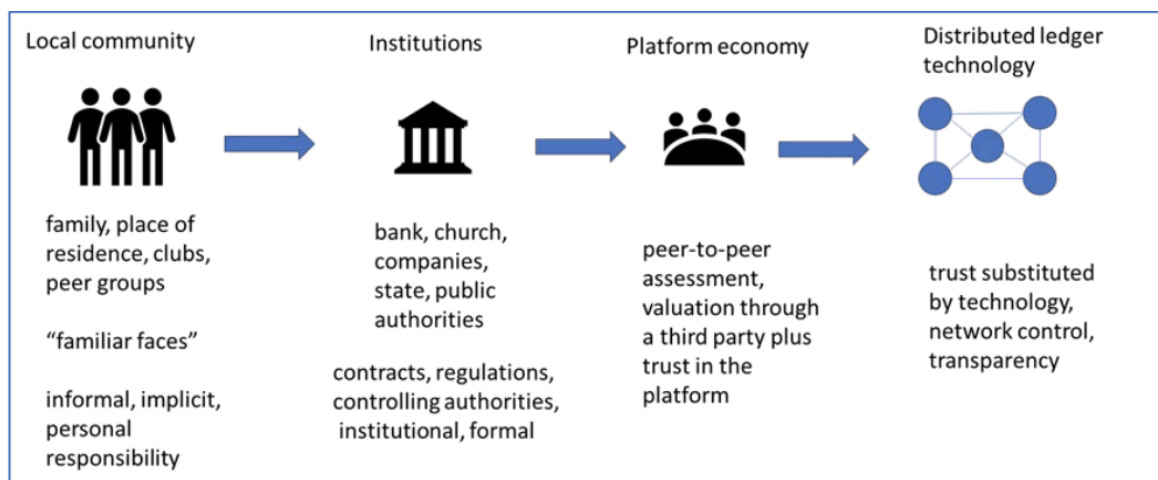 Local community
family, place of
residence, clubs,
peer groups
“familiar faces”
informal, implicit,
personal
responsibility
Institutions
bank, church,
companies,
state, public
authorities
contracts, regulations,
controlling authorities,
institutional, formal
Platform economy
peer-to-peer
assessment,
valuation through
a third party plus
trust in the
platform
Distributed ledger
technology
trust substituted
by technology,
network control,
transparency